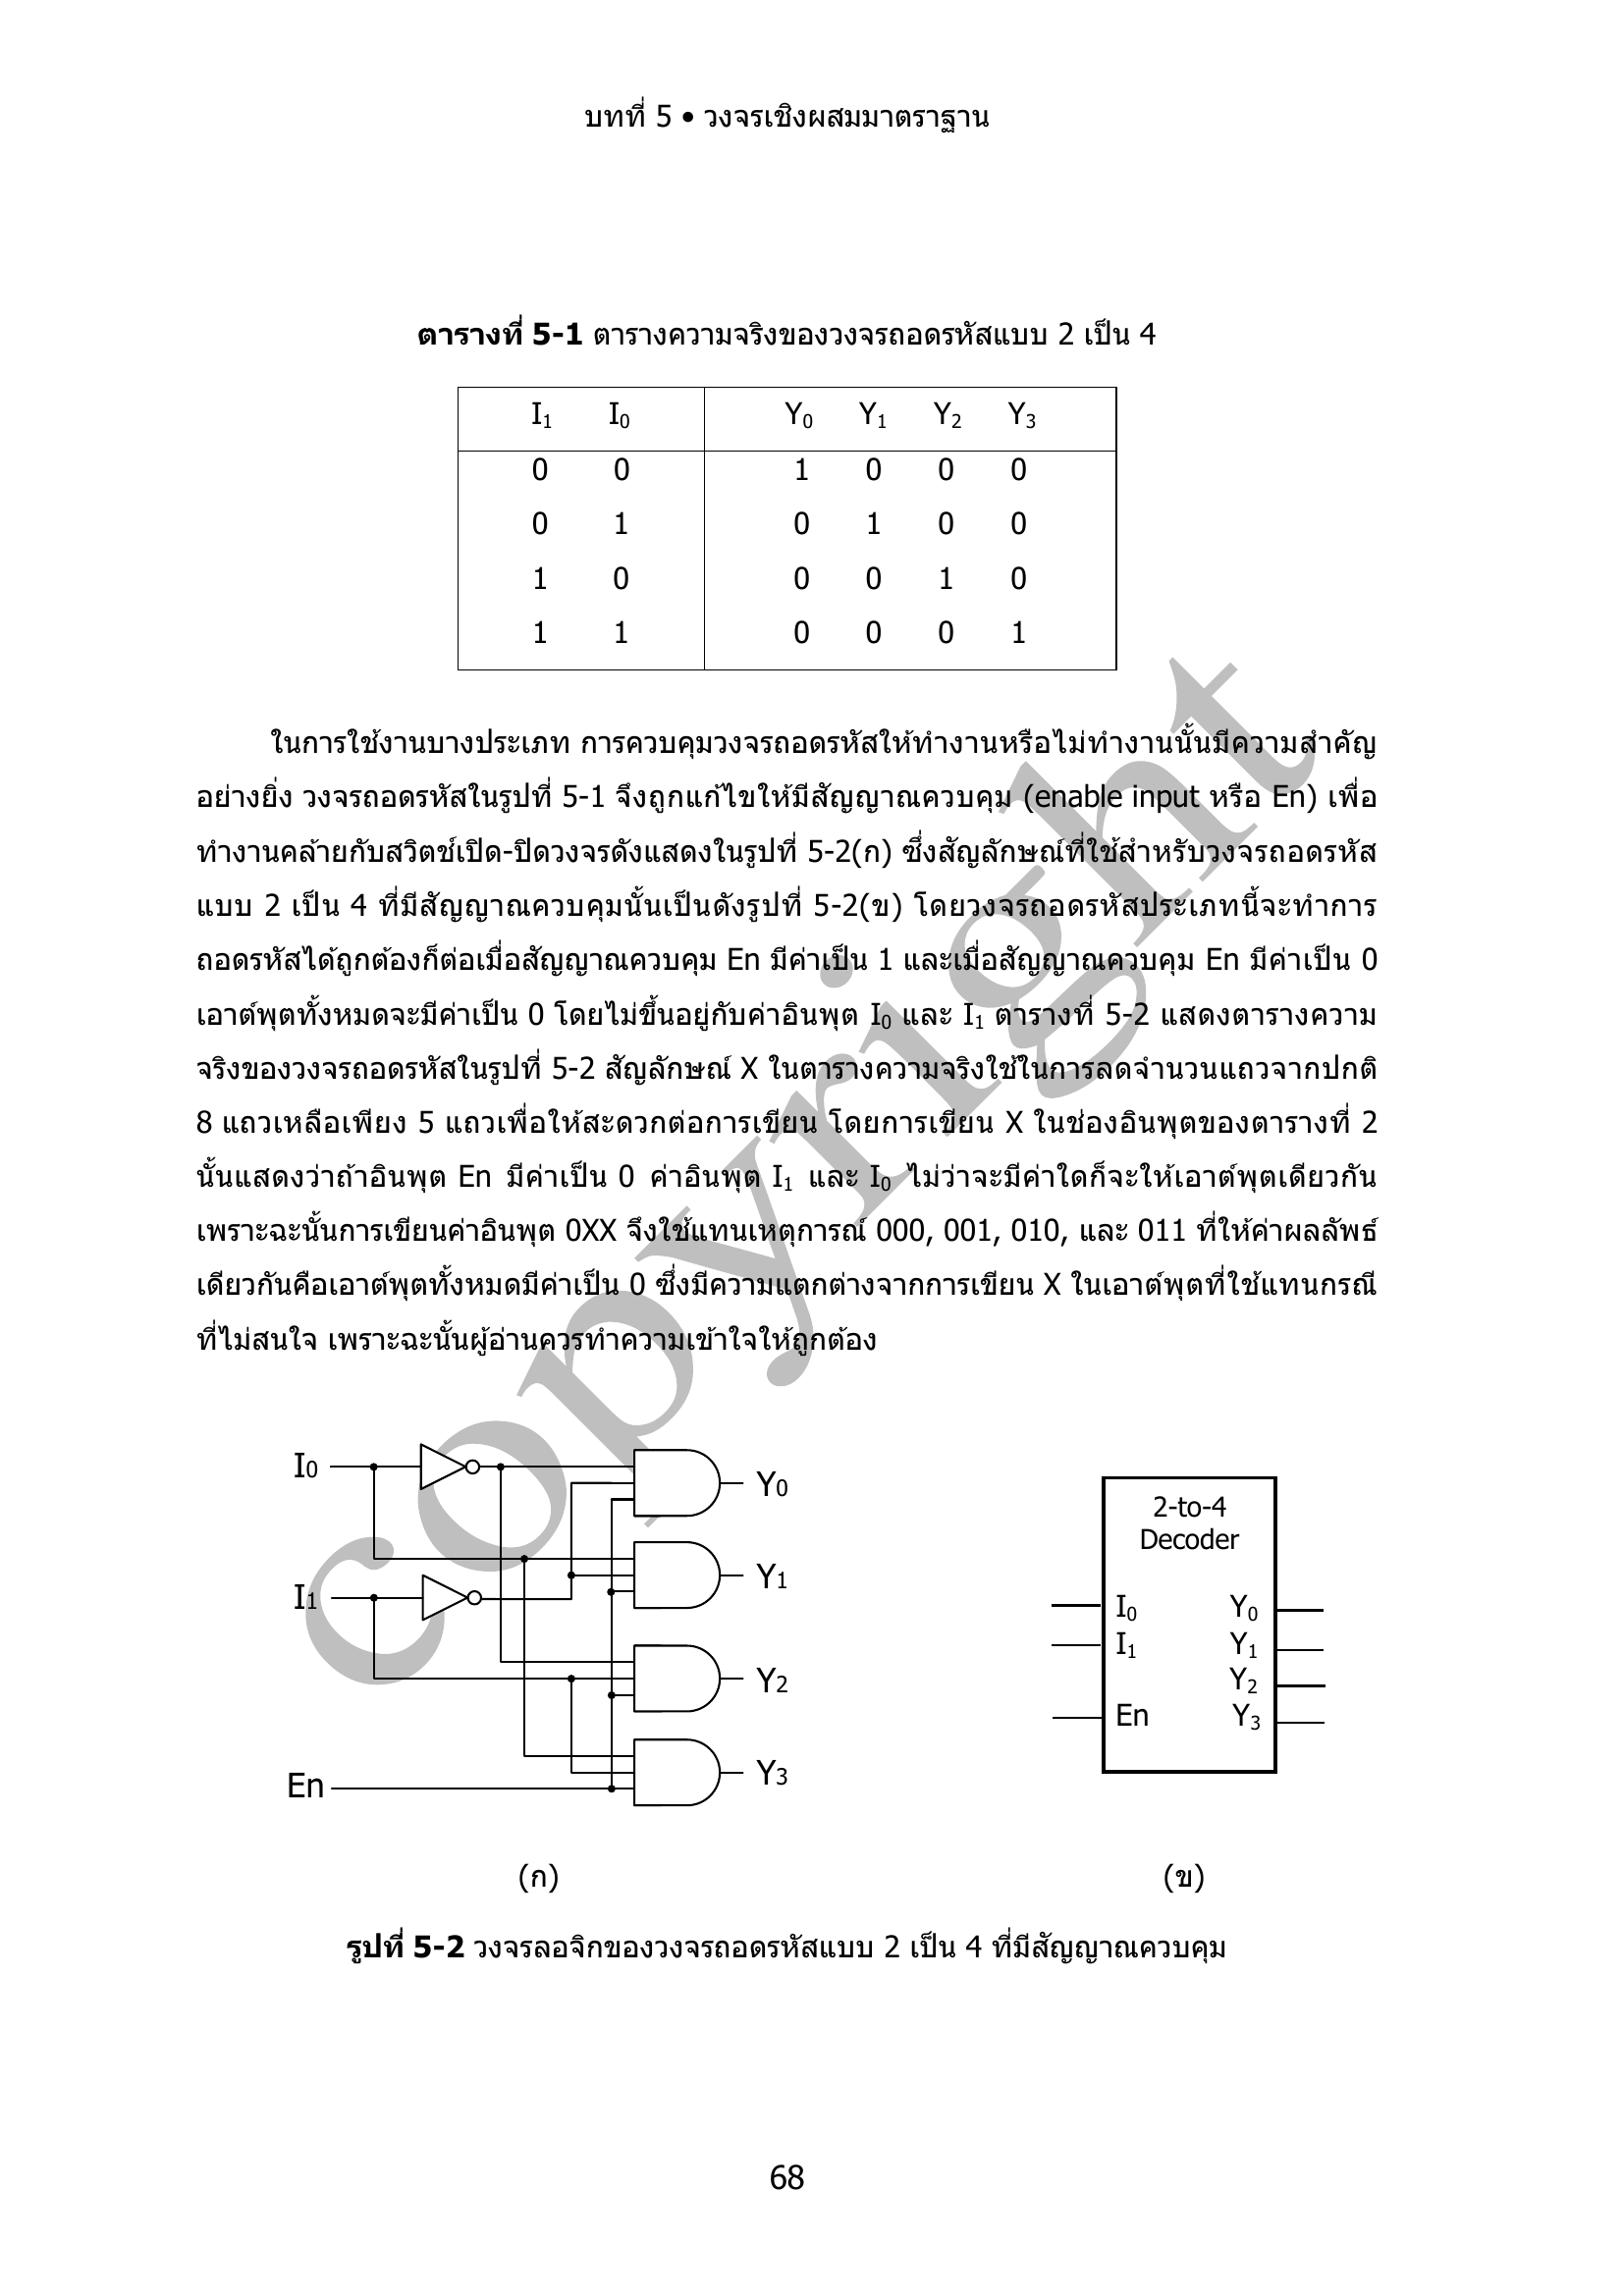 บทที่ 5 • วงจรเชิงผสมมาตราฐาน
ตารางที่ 5-1 ตารางความจริงของวงจรถอดรหัสแบบ 2 เป็น 4
I1 I0 Y0 Y1 Y2 Y3
0 0 1 0 0 0
0 1 0 1 0 0
1 0 0 0 1 0
1 1 0 0 0 1
ในการใช้งานบางประเภท การควบคุมวงจรถอดรหัสให้ทำงานหรือไม่ทำงานนั้นมีความสำคัญ
อย่างยิ่ง วงจรถอดรหัสในรูปที่ 5-1 จึงถูกแก้ไขให้มีสัญญาณควบคุม (enable input หรือ En) เพื่อ
ทำงานคล้ายกับสวิตช์เปิด-ปิดวงจรดังแสดงในรูปที่ 5-2(ก) ซึ่งสัญลักษณ์ที่ใช้สำหรับวงจรถอดรหัส
แบบ 2 เป็น 4 ที่มีสัญญาณควบคุมนั้นเป็นดังรูปที่ 5-2(ข) โดยวงจรถอดรหัสประเภทนี้จะทำการ
ถอดรหัสได้ถูกต้องก็ต่อเมื่อสัญญาณควบคุม En มีค่าเป็น 1 และเมื่อสัญญาณควบคุม En มีค่าเป็น 0
เอาต์พุตทั้งหมดจะมีค่าเป็น 0 โดยไม่ขึ้นอยู่กับค่าอินพุต I0 และ I1 ตารางที่ 5-2 แสดงตารางความ
จริงของวงจรถอดรหัสในรูปที่ 5-2 สัญลักษณ์ X ในตารางความจริงใช้ในการลดจำนวนแถวจากปกติ
8 แถวเหลือเพียง 5 แถวเพื่อให้สะดวกต่อการเขียน โดยการเขียน X ในช่องอินพุตของตารางที่ 2
นั้นแสดงว่าถ้าอินพุต En มีค่าเป็น 0 ค่าอินพุต I1 และ I0 ไม่ว่าจะมีค่าใดก็จะให้เอาต์พุตเดียวกัน
เพราะฉะนั้นการเขียนค่าอินพุต 0XX จึงใช้แทนเหตุการณ์ 000, 001, 010, และ 011 ที่ให้ค่าผลลัพธ์
เดียวกันคือเอาต์พุตทั้งหมดมีค่าเป็น 0 ซึ่งมีความแตกต่างจากการเขียน X ในเอาต์พุตที่ใช้แทนกรณี
ที่ไม่สนใจ เพราะฉะนั้นผู้อ่านควรทำความเข้าใจให้ถูกต้อง
copyright
I0
Y0
Y1
I1
Y2
Y3
En
2-to-4
Decoder
I0 Y0
I1 Y1
Y2
En Y3
(ก) (ข)
รูปที่ 5-2 วงจรลอจิกของวงจรถอดรหัสแบบ 2 เป็น 4 ที่มีสัญญาณควบคุม
68